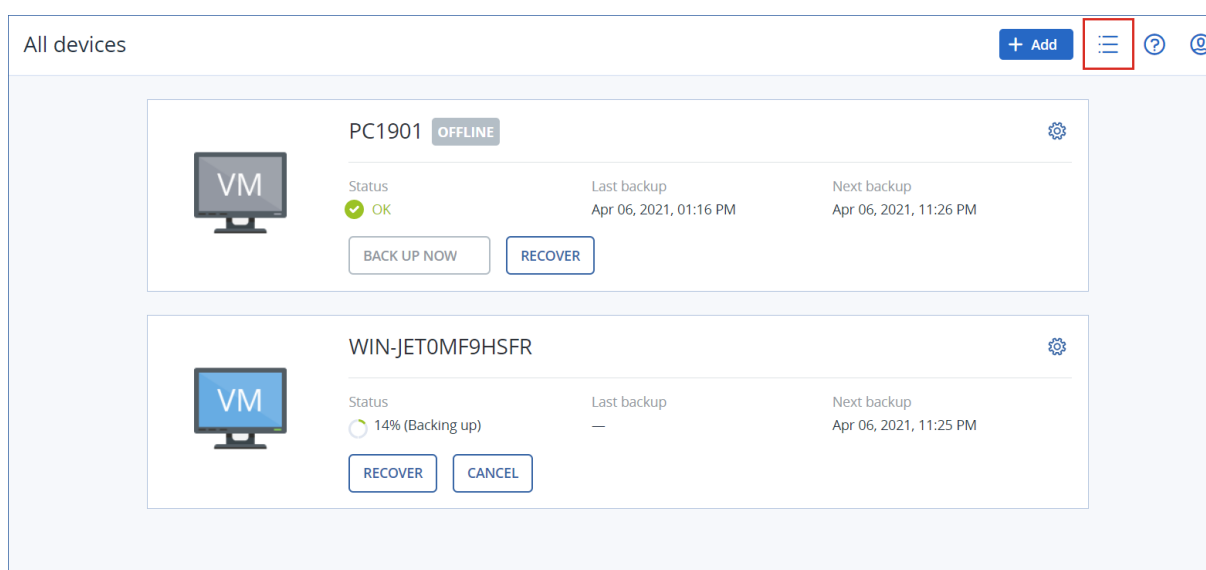 All devices
+ Add
PC1901 OFFLINE
VM
Status Last backup Next backup
OK Apr 06, 2021, 01:16 PM Apr 06, 2021, 11:26 PM
BACK UP NOW RECOVER
WIN-JET0MF9HSFR
VM
Status Last backup Next backup
14% (Backing up) — Apr 06, 2021, 11:25 PM
RECOVER CANCEL